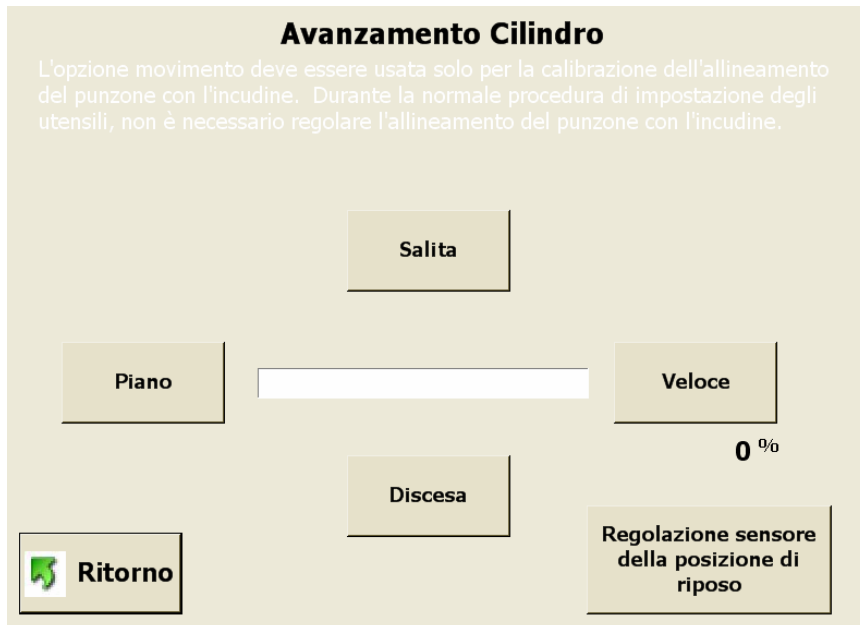 Avanzamento Cilindro
L'opzione movimento deve essere usata solo per la calibrazione dell'allineamento
del punzone con l'incudine.  Durante la normale procedura di impostazione degli
utensili, non è necessario regolare l'allineamento del punzone con l'incudine.
Salita
Piano
Veloce
0 %
Discesa
Regolazione sensore
della posizione di
riposo
Ritorno